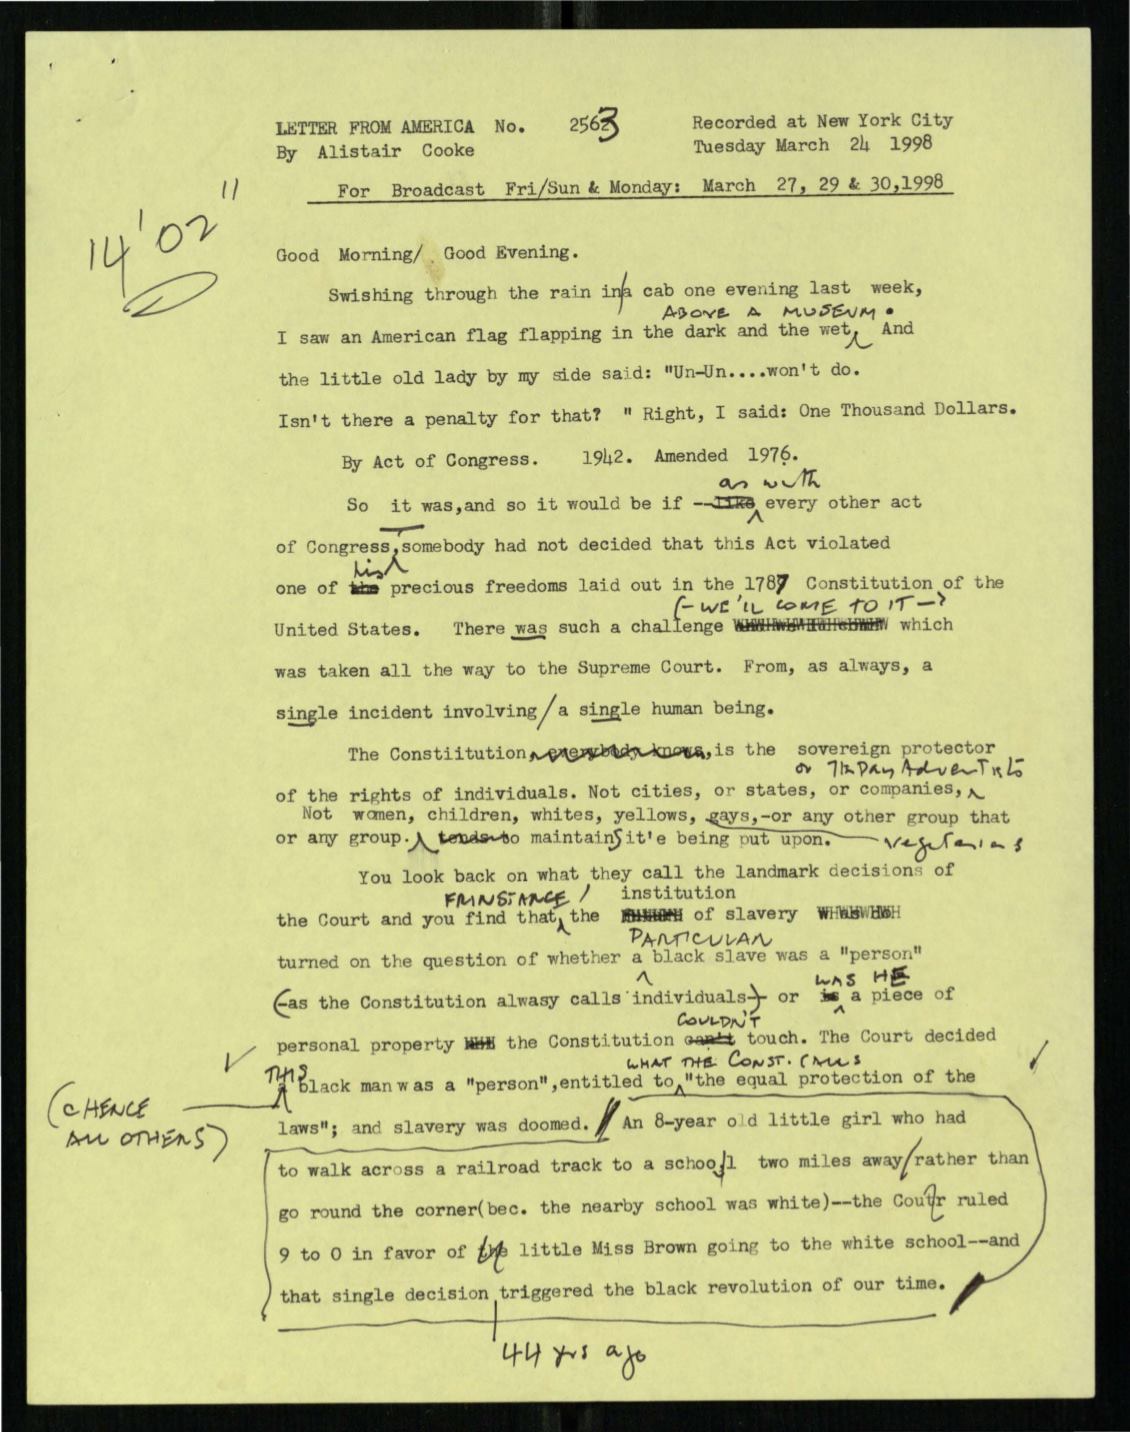 LETTER FROM AMERICA No. 2563 Recorded at New York City
By Alistair Cooke Tuesday March 24 1998
For Broadcast Fri/Sun & Monday: March 27, 29 & 30,1998
14'02"
Good Morning/ Good Evening.
Swishing through the rain in/a cab one evening last week,
ABOVE A MUSEUM.
I saw an American flag flapping in the dark and the wet And
the little old lady by my side said: "Un-Un....won't do.
Isn't there a penalty for that? " Right, I said: One Thousand Dollars.
By Act of Congress. 1942. Amended 1976.
as with
So it was,and so it would be if --like every other act
of Congress,somebody had not decided that this Act violated
his
one of the precious freedoms laid out in the 1787 Constitution of the
(-WE'LL COME TO IT-)
United States. There was such a challenge which
was taken all the way to the Supreme Court. From, as always, a
single incident involving/a single human being.
The Constiitution, everybody knows,is the sovereign protector
or 7thDay Adventists
of the rights of individuals. Not cities, or states, or companies,
Not women, children, whites, yellows, gays,-or any other group that
or any group. tends to maintains it'e being put upon. vegetarians
You look back on what they call the landmark decisions of
FRINSTANCE! institution
the Court and you find that, the of slavery
PARTICULAR
turned on the question of whether a black slave was a "person"
WAS HE
(-as the Constitution alwasy calls individuals-) or is a piece of
COULDN'T
personal property the Constitution can't touch. The Court decided
THIS WHAT THE CONST. CALLS
black man was a "person",entitled to "the equal protection of the
(& HENCE
ALL OTHERS)
laws"; and slavery was doomed. // An 8-year old little girl who had
to walk across a railroad track to a school two miles away(rather than
go round the corner(bec. the nearby school was white)--the Coutr ruled
9 to 0 in favor of the little Miss Brown going to the white school--and
that single decision triggered the black revolution of our time.
44 yrs ago